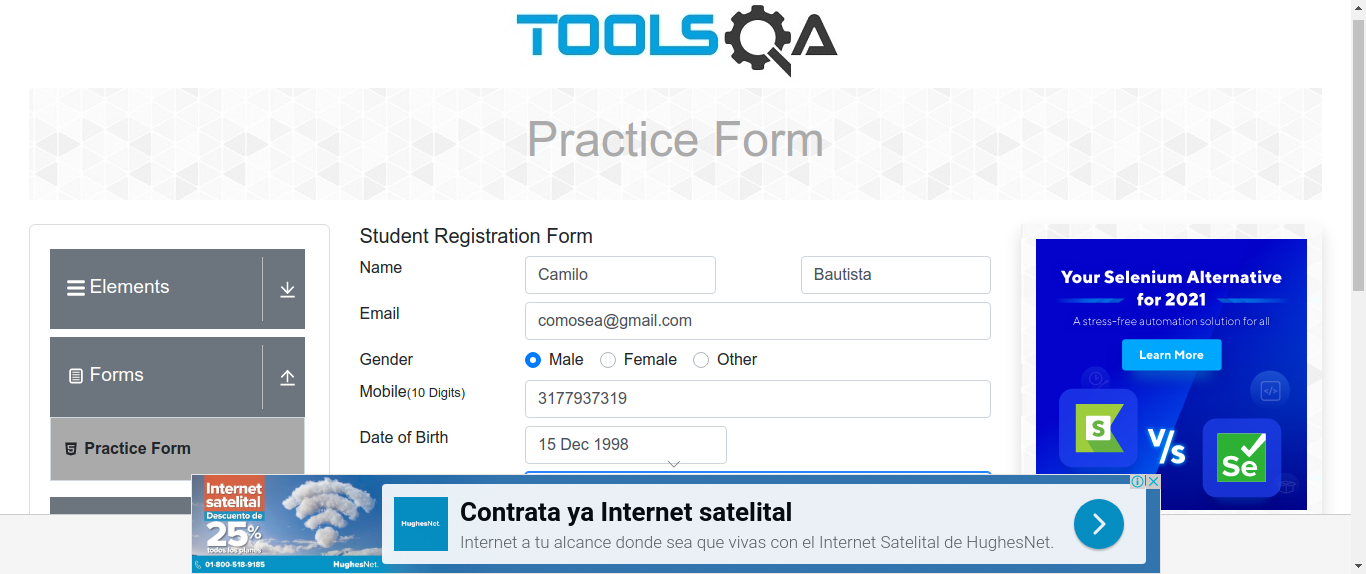 TOOLSQA
Practice Form
Elements
Forms
Practice Form
Student Registration Form
Name
Camilo
Bautista
Email
comosea@gmail.com
Gender
Male
Female
Other
Mobile(10 Digits)
3177937319
Date of Birth
15 Dec 1998
Your Selenium Alternative
for 2021
A stress-free automation solution for all
Learn More
S
V/s
Se
Internet
satelital
Descuento de
25%
todos los planes
01-800-518-9185
HughesNet.
HughesNet.
Contrata ya Internet satelital
Internet a tu alcance donde sea que vivas con el Internet Satelital de HughesNet.